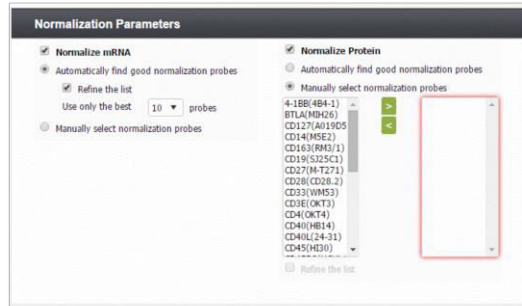 Normalization Parameters
Normalize mRNA
Automatically find good normalization probes
Refine the list
Use only the best 10 probes
Manually select normalization probes
Normalize Protein
Automatically find good normalization probes
Manually select normalization probes
4-1BB(4B4-1)
BTLA(MIH26)
CD127(A019D5
CD14(M5E2)
CD163(RM3/1)
CD19(SJ25C1)
CD27(M-T271)
CD28(CD28.2)
CD33(WM53)
CD3E(OKT3)
CD4(OKT4)
CD40(HB14)
CD40L(24-31)
CD45(HI30)
>
<
Refine the list